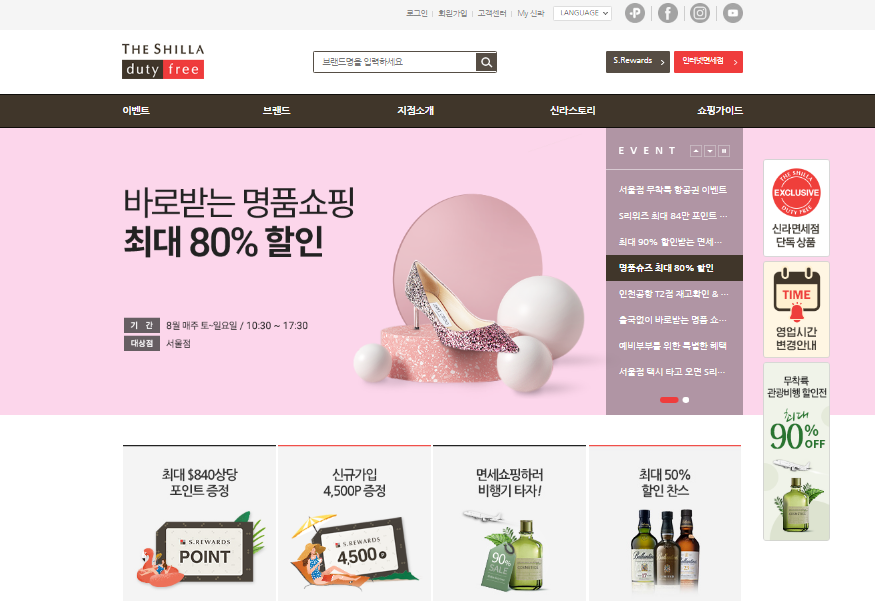 로그인 회원가입 고객센터 My 신라 LANGUAGE
THE SHILLA
duty free
브랜드명을 입력하세요
S.Rewards
인터넷면세점
이벤트 브랜드 지점소개 신라스토리 쇼핑가이드
바로받는 명품쇼핑
최대 80% 할인
기 간 8월 매주 토~일요일 / 10:30 ~ 17:30
대상점 서울점
EVENT
서울점 무착륙 항공권 이벤트
S리워즈 최대 84만 포인트 ···
최대 90% 할인받는 면세···
명품슈즈 최대 80% 할인
인천공항 T2점 재고확인 & ···
출국없이 바로받는 명품 쇼···
예비부부를 위한 특별한 혜택
서울점 택시 타고 오면 S리···
THE SHILLA
EXCLUSIVE
DUTY FREE
신라면세점
단독상품
TIME
영업시간
변경안내
무착륙
관광비행 할인전
최대
90%
OFF
최대 $840상당
포인트 증정
S.REWARDS
POINT
신규가입
4,500P 증정
S.REWARDS
4,500 P
면세쇼핑하러
비행기 타자!
90%
SALE
최대 50%
할인 찬스
Ballantine's
17